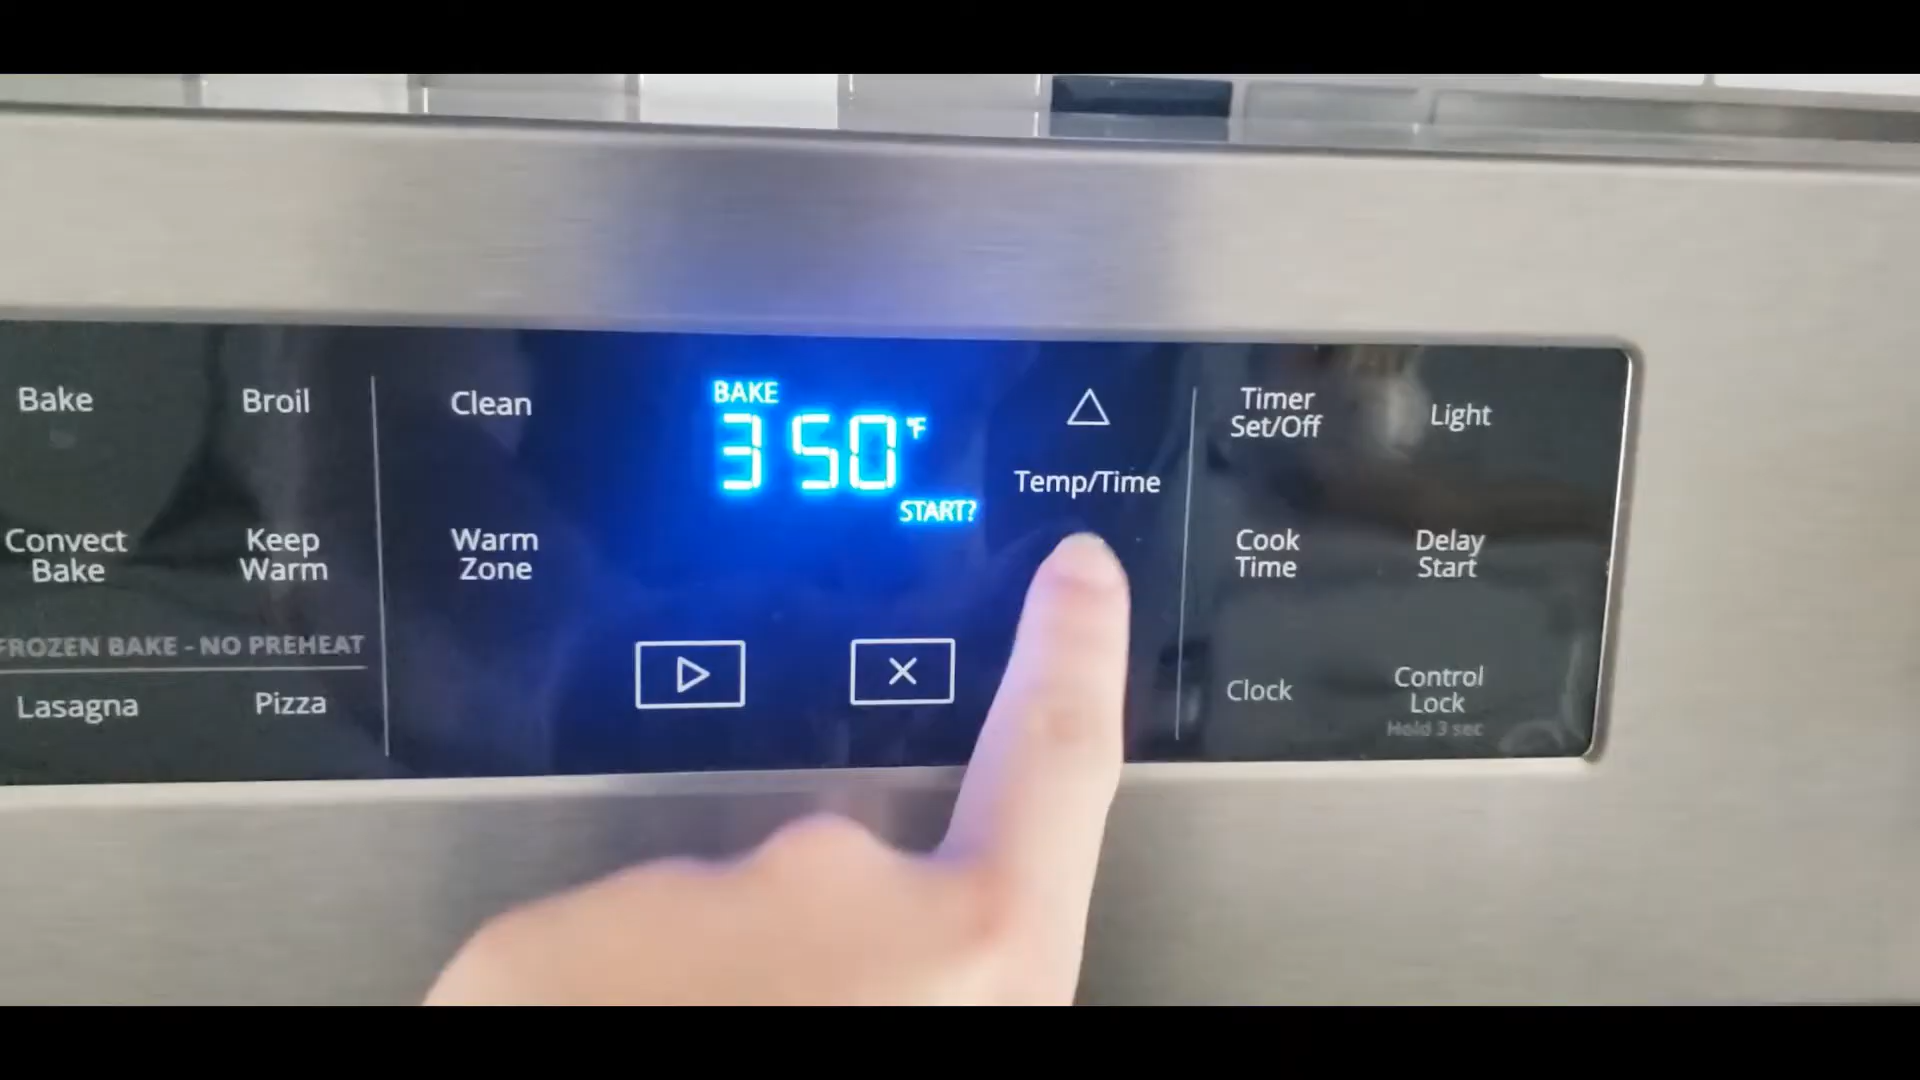 Bake
Broil
Clean
BAKE
350°F
START?
Temp/Time
Timer
Set/Off
Light
Convect
Bake
Keep
Warm
Warm
Zone
Cook
Time
Delay
Start
FROZEN BAKE - NO PREHEAT
Lasagna
Pizza
Clock
Control
Lock
Hold 3 sec